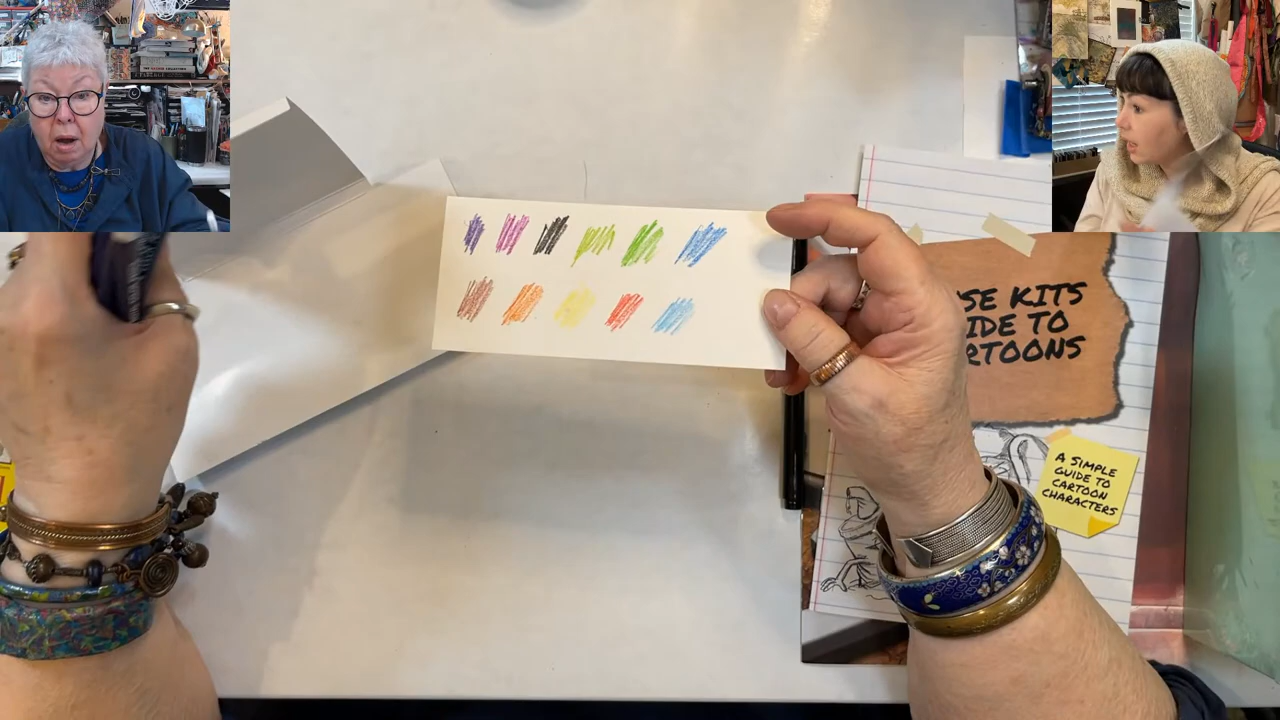 SE KITS
IDE TO
RTOONS
A SIMPLE
GUIDE TO
CARTOON
CHARACTERS